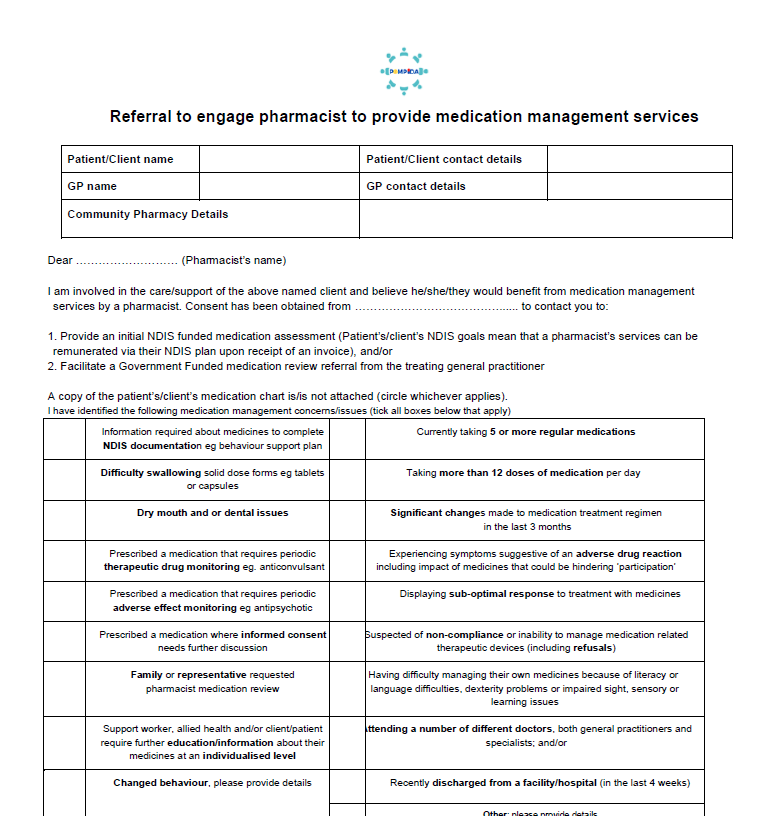 POMPIDA
Referral to engage pharmacist to provide medication management services
Patient/Client name
Patient/Client contact details
GP name
GP contact details
Community Pharmacy Details
Dear ……………………… (Pharmacist's name)
I am involved in the care/support of the above named client and believe he/she/they would benefit from medication management
services by a pharmacist. Consent has been obtained from …………………………………...... to contact you to:
1. Provide an initial NDIS funded medication assessment (Patient's/client's NDIS goals mean that a pharmacist's services can be
remunerated via their NDIS plan upon receipt of an invoice), and/or
2. Facilitate a Government Funded medication review referral from the treating general practitioner
A copy of the patient's/client's medication chart is/is not attached (circle whichever applies).
I have identified the following medication management concerns/issues (tick all boxes below that apply)
Information required about medicines to complete
NDIS documentation eg behaviour support plan
Currently taking 5 or more regular medications
Difficulty swallowing solid dose forms eg tablets
or capsules
Taking more than 12 doses of medication per day
Dry mouth and or dental issues
Significant changes made to medication treatment regimen
in the last 3 months
Prescribed a medication that requires periodic
therapeutic drug monitoring eg. anticonvulsant
Experiencing symptoms suggestive of an adverse drug reaction
including impact of medicines that could be hindering 'participation'
Prescribed a medication that requires periodic
adverse effect monitoring eg antipsychotic
Displaying sub-optimal response to treatment with medicines
Prescribed a medication where informed consent
needs further discussion
Suspected of non-compliance or inability to manage medication related
therapeutic devices (including refusals)
Family or representative requested
pharmacist medication review
Having difficulty managing their own medicines because of literacy or
language difficulties, dexterity problems or impaired sight, sensory or
learning issues
Support worker, allied health and/or client/patient
require further education/information about their
medicines at an individualised level
Attending a number of different doctors, both general practitioners and
specialists; and/or
Changed behaviour, please provide details
Recently discharged from a facility/hospital (in the last 4 weeks)
Other: please provide details